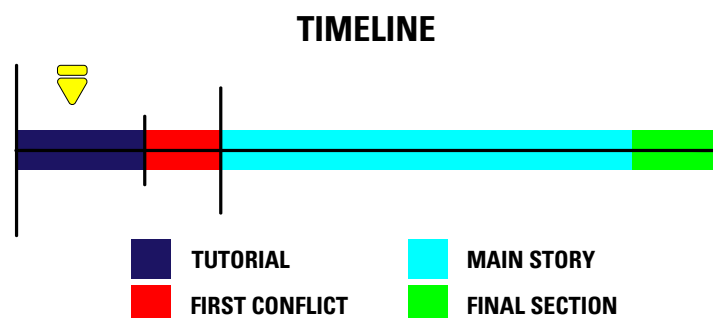 TIMELINE
TUTORIAL
MAIN STORY
FIRST CONFLICT
FINAL SECTION